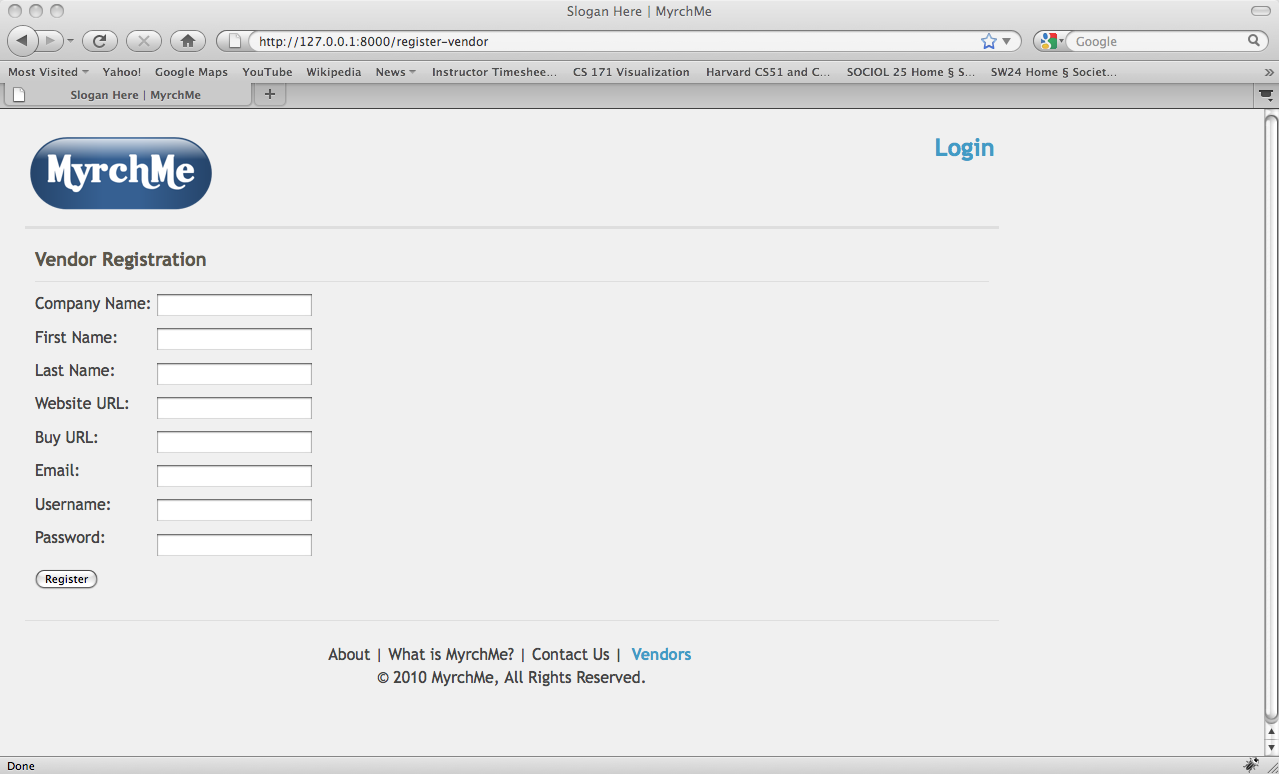 Slogan Here | MyrchMe
http://127.0.0.1:8000/register-vendor
Google
Most Visited Yahoo! Google Maps YouTube Wikipedia News Instructor Timeshee... CS 171 Visualization Harvard CS51 and C... SOCIOL 25 Home § S... SW24 Home § Societ... »
Slogan Here | MyrchMe +
MyrchMe
Login
Vendor Registration
Company Name:
First Name:
Last Name:
Website URL:
Buy URL:
Email:
Username:
Password:
Register
About | What is MyrchMe? | Contact Us | Vendors
© 2010 MyrchMe, All Rights Reserved.
Done